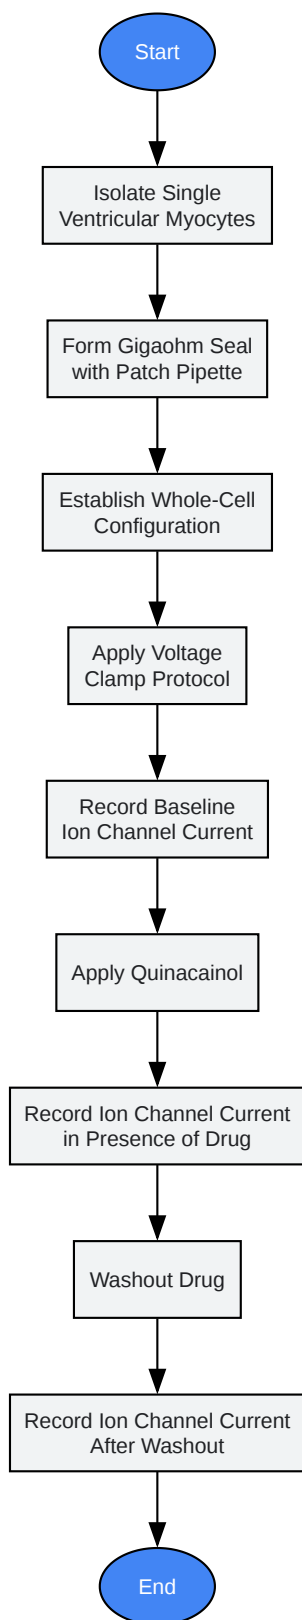 Start
Isolate Single
Ventricular Myocytes
Form Gigaohm Seal
with Patch Pipette
Establish Whole-Cell
Configuration
Apply Voltage
Clamp Protocol
Record Baseline
Ion Channel Current
Apply Quinacainol
Record Ion Channel Current
in Presence of Drug
Washout Drug
Record Ion Channel Current
After Washout
End